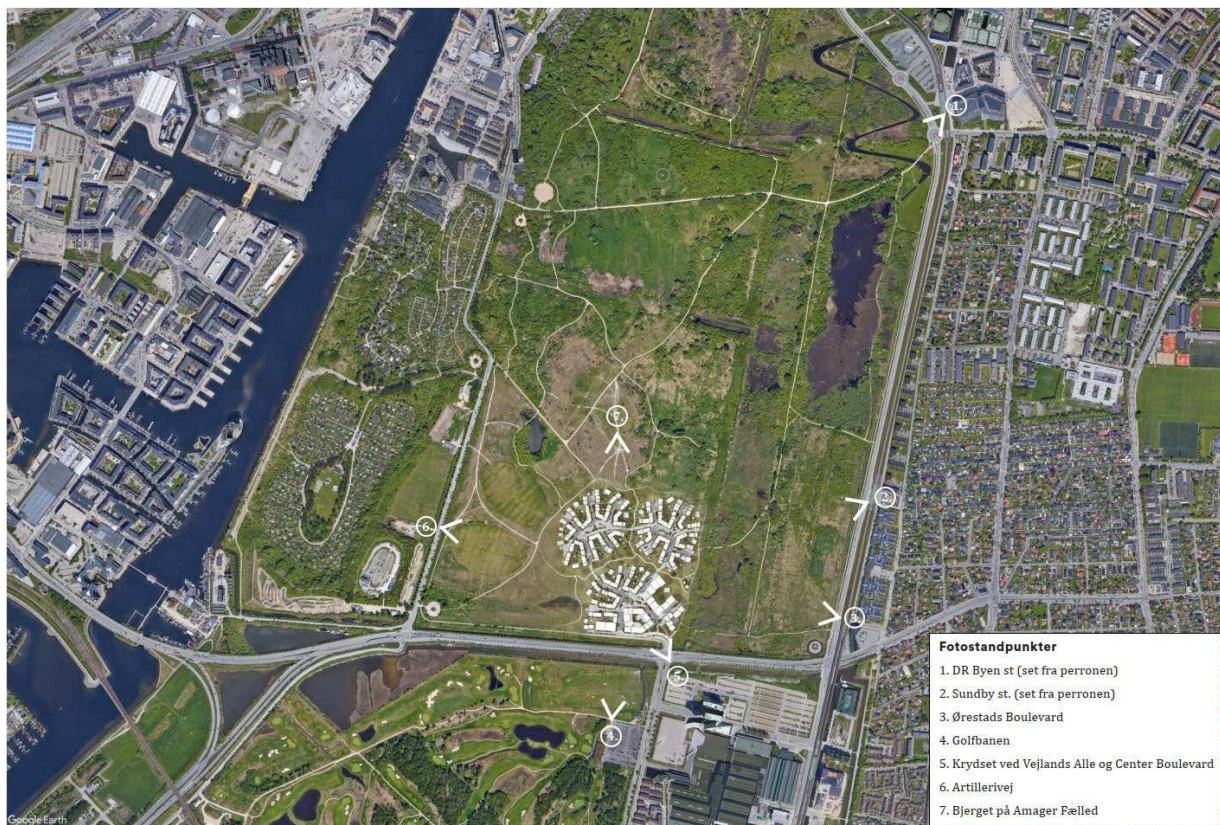 1.
7.
2.
6.
3.
5.
4.
Fotostandpunkter
1. DR Byen st (set fra perronen)
2. Sundby st. (set fra perronen)
3. Ørestads Boulevard
4. Golfbanen
5. Krydset ved Vejlands Alle og Center Boulevard
6. Artillerivej
7. Bjerget på Amager Fælled
Google Earth